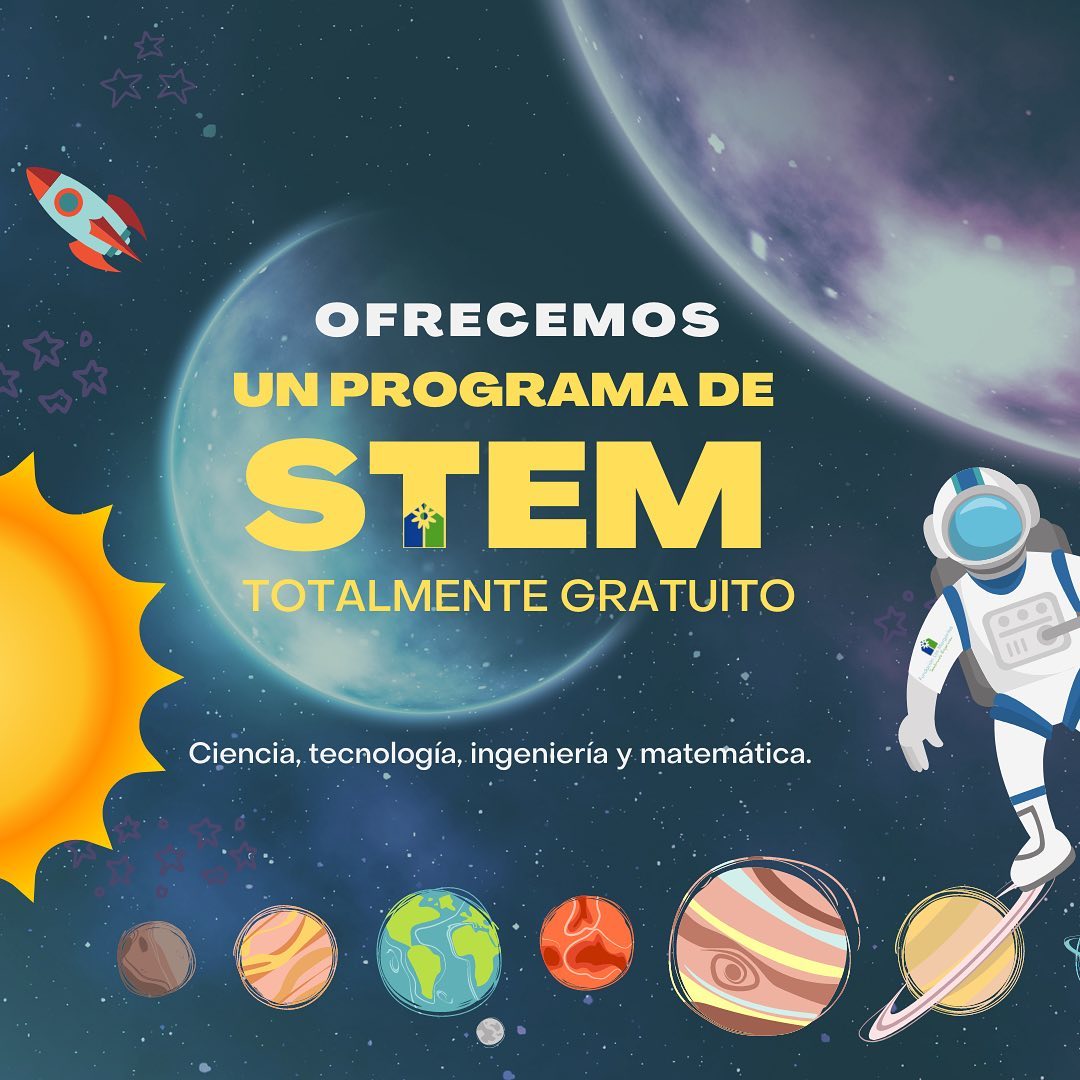 OFRECEMOS
UN PROGRAMA DE
STEM
TOTALMENTE GRATUITO
Ciencia, tecnología, ingeniería y matemática.